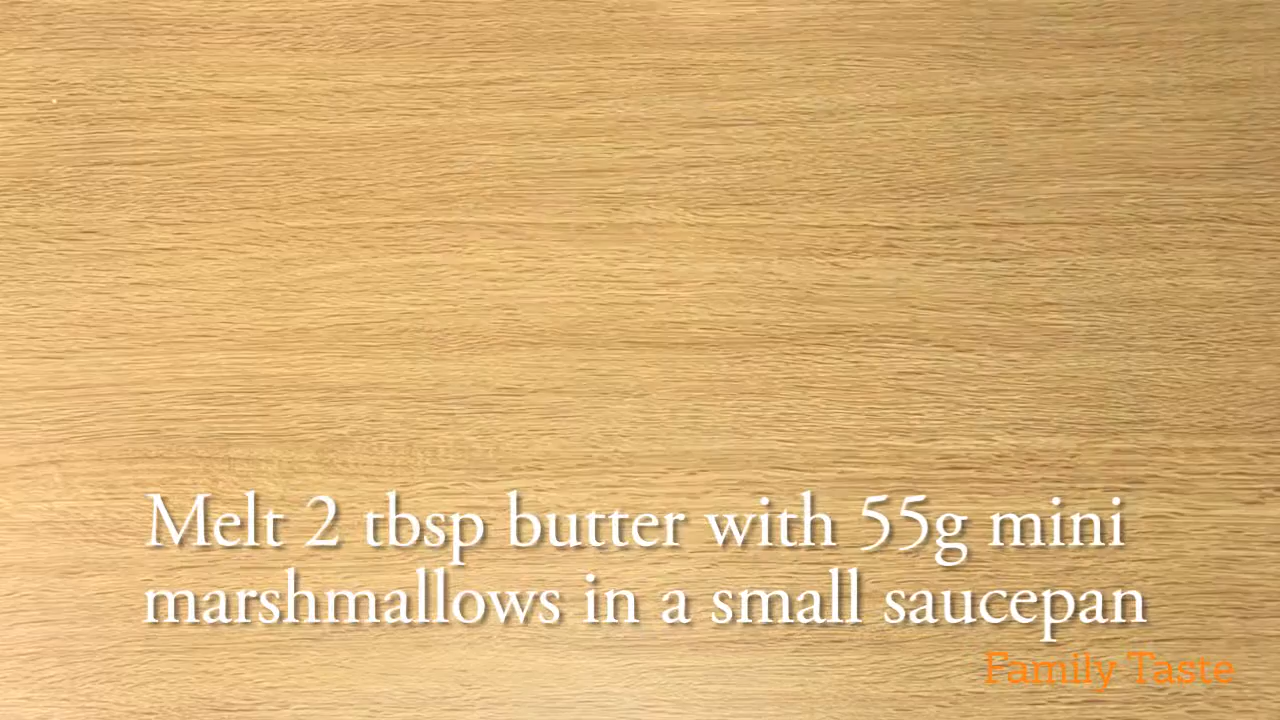 Melt 2 tbsp butter with 55g mini
marshmallows in a small saucepan
Family Taste